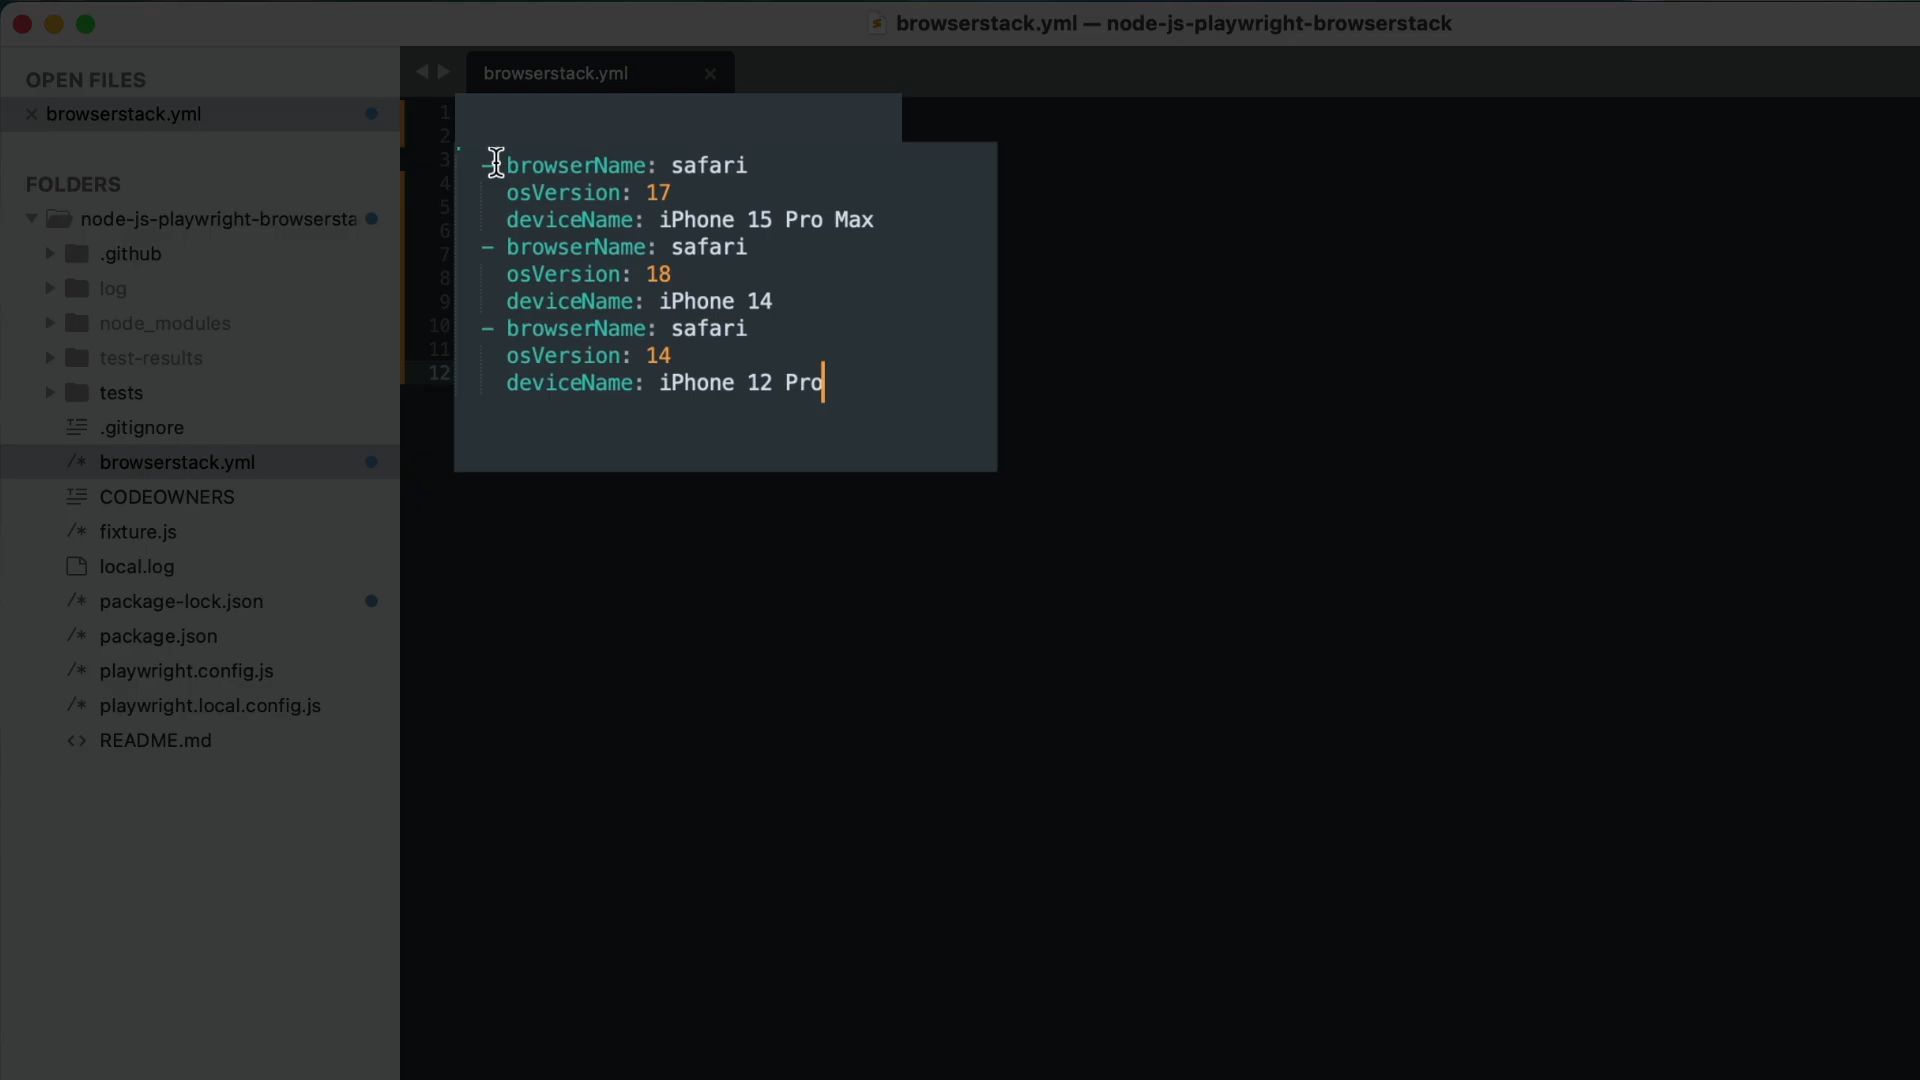 browserstack.yml — node-js-playwright-browserstack
OPEN FILES
browserstack.yml
FOLDERS
node-js-playwright-browsersta
.github
log
node_modules
test-results
tests
.gitignore
browserstack.yml
CODEOWNERS
fixture.js
local.log
package-lock.json
package.json
playwright.config.js
playwright.local.config.js
README.md
browserstack.yml
1
2
3
4
5
6
7
8
9
10
11
12
- browserName: safari
osVersion: 17
deviceName: iPhone 15 Pro Max
- browserName: safari
osVersion: 18
deviceName: iPhone 14
- browserName: safari
osVersion: 14
deviceName: iPhone 12 Pro